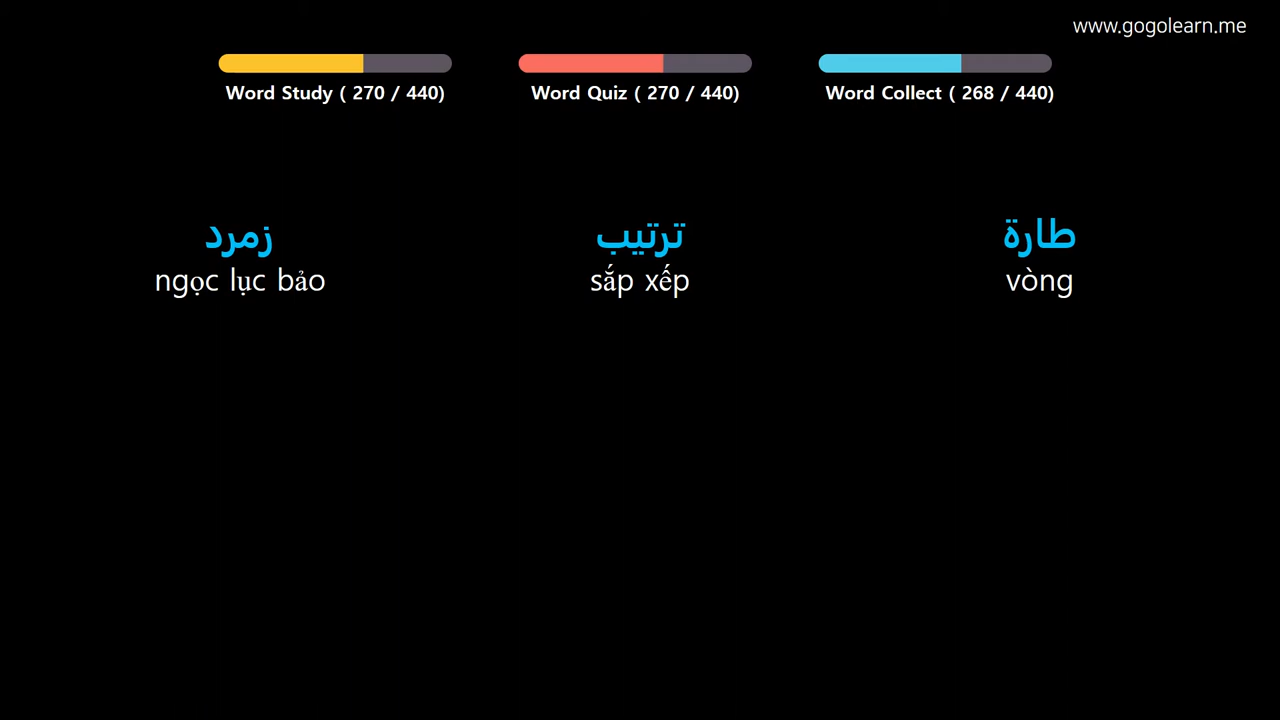 www.gogolearn.me
Word Study ( 270 / 440)
Word Quiz ( 270 / 440)
Word Collect ( 268 / 440)
زمرد
ngọc lục bảo
ترتيب
sắp xếp
طارة
vòng